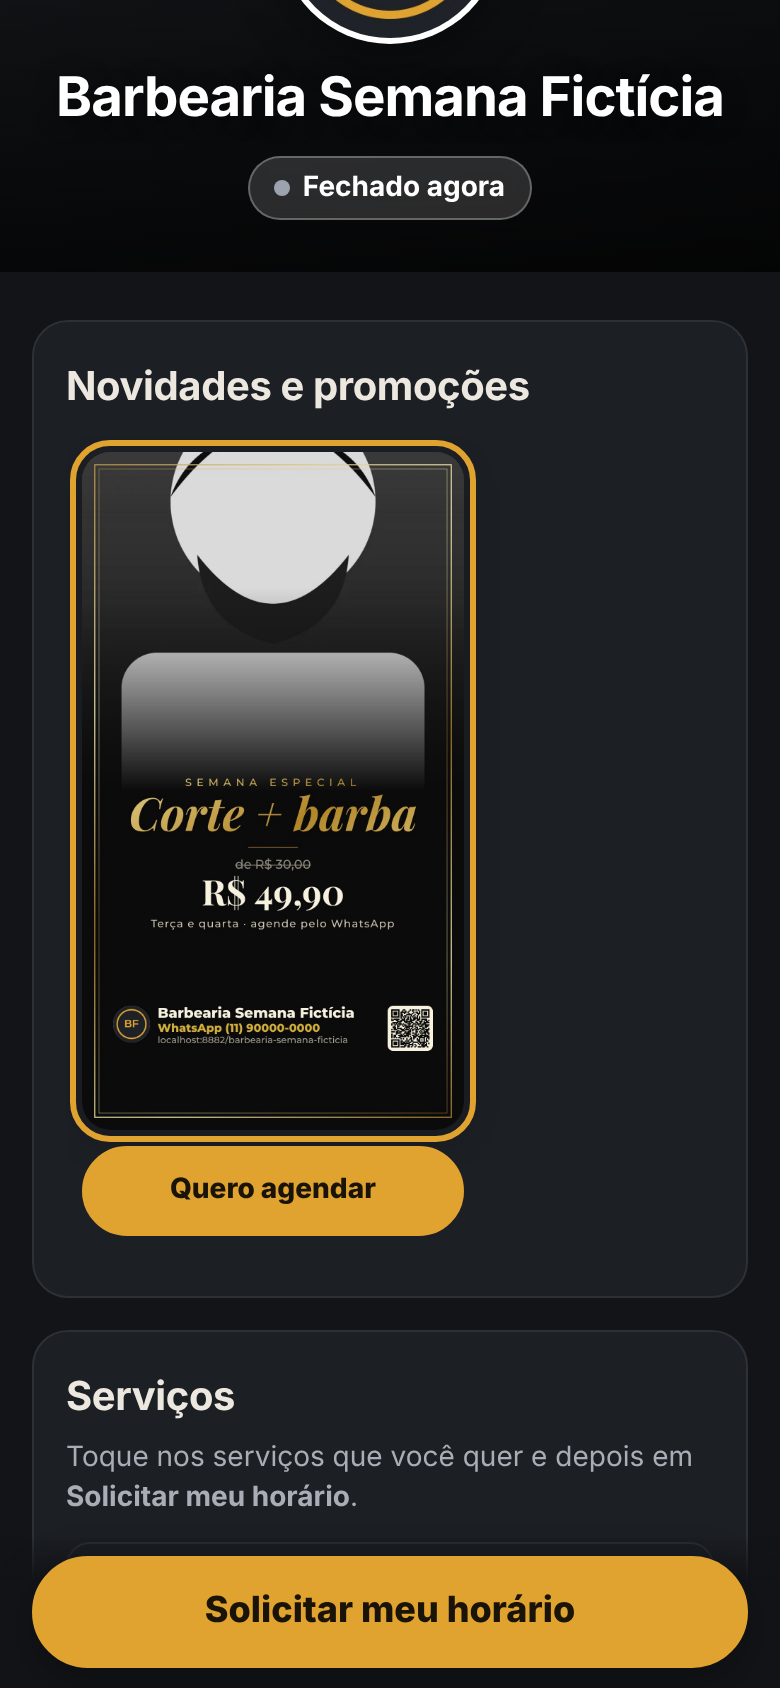 Barbearia Semana Fictícia
Fechado agora
Novidades e promoções
SEMANA ESPECIAL
Corte + barba
de R$ 30,00
R$ 49,90
Terça e quarta · agende pelo WhatsApp
BF
Barbearia Semana Fictícia
WhatsApp (11) 90000-0000
localhost:8882/barbearia-semana-ficticia
Quero agendar
Serviços
Toque nos serviços que você quer e depois em
Solicitar meu horário.
Solicitar meu horário